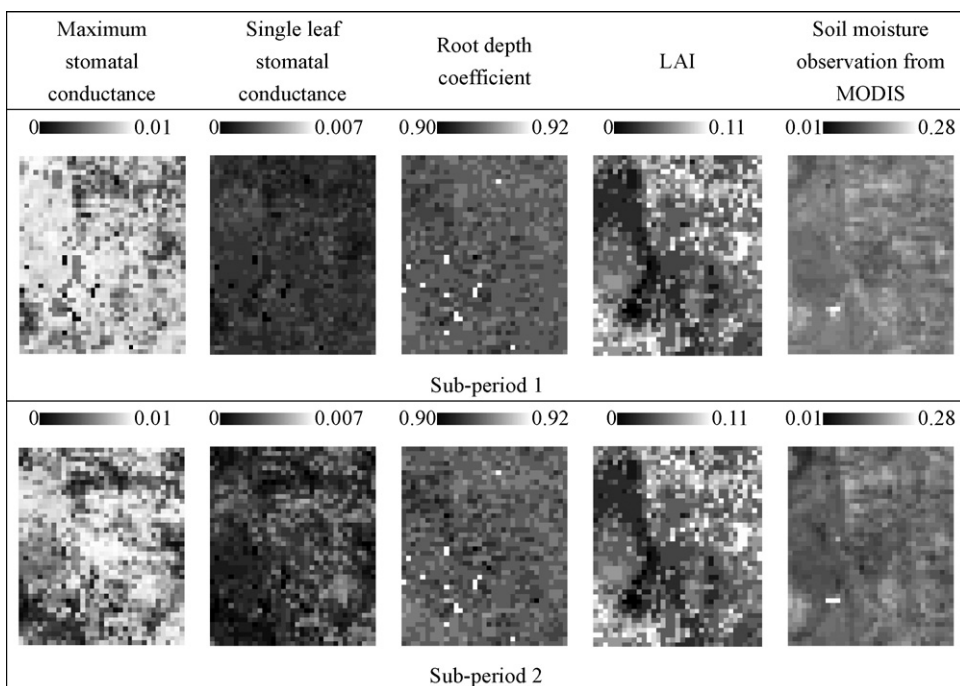 Maximum
stomatal
conductance
Single leaf
stomatal
conductance
Root depth
coefficient
LAI
Soil moisture
observation from
MODIS
0 0.01 0 0.007 0.90 0.92 0 0.11 0.01 0.28
Sub-period 1
0 0.01 0 0.007 0.90 0.92 0 0.11 0.01 0.28
Sub-period 2